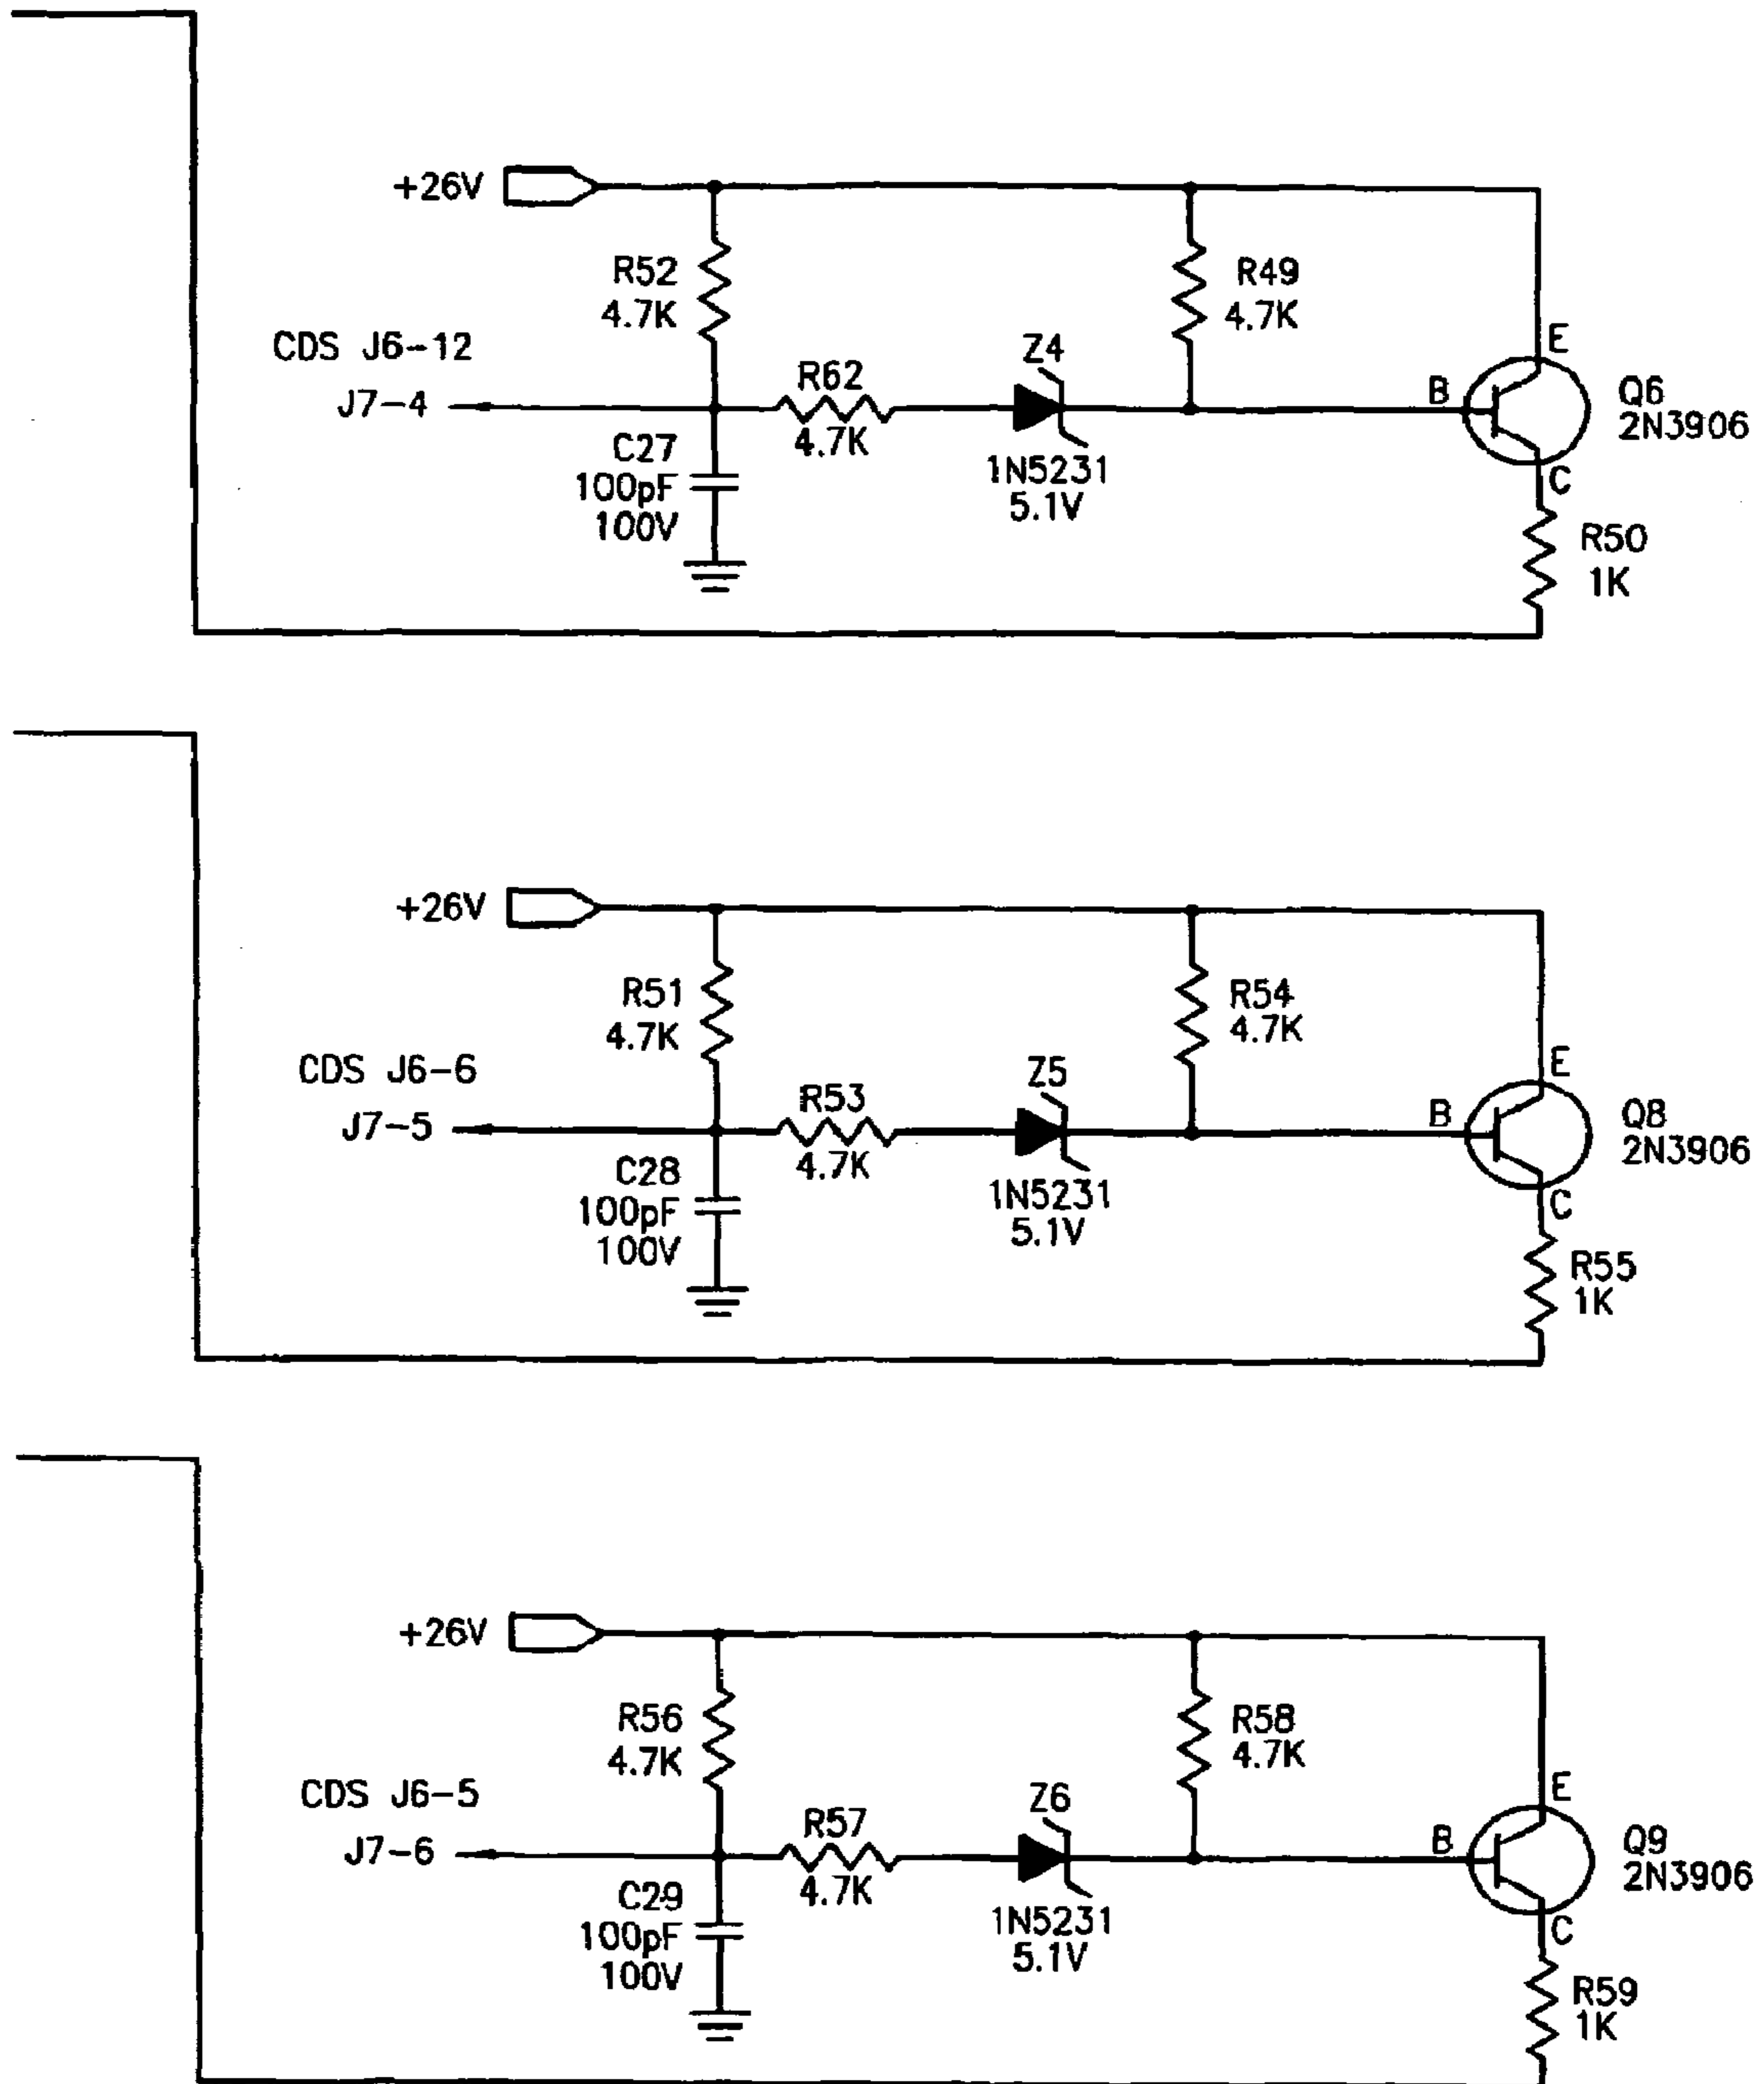 +26V
R52
4.7K
R49
4.7K
CDS J6-12
J7-4
R62
4.7K
Z4
1N5231
5.1V
C27
100pF
100V
B
E
C
Q6
2N3906
R50
1K
+26V
R51
4.7K
R54
4.7K
CDS J6-6
J7-5
R53
4.7K
Z5
1N5231
5.1V
C28
100pF
100V
B
E
C
Q8
2N3906
R55
1K
+26V
R56
4.7K
R58
4.7K
CDS J6-5
J7-6
R57
4.7K
Z6
1N5231
5.1V
C29
100pF
100V
B
E
C
Q9
2N3906
R59
1K